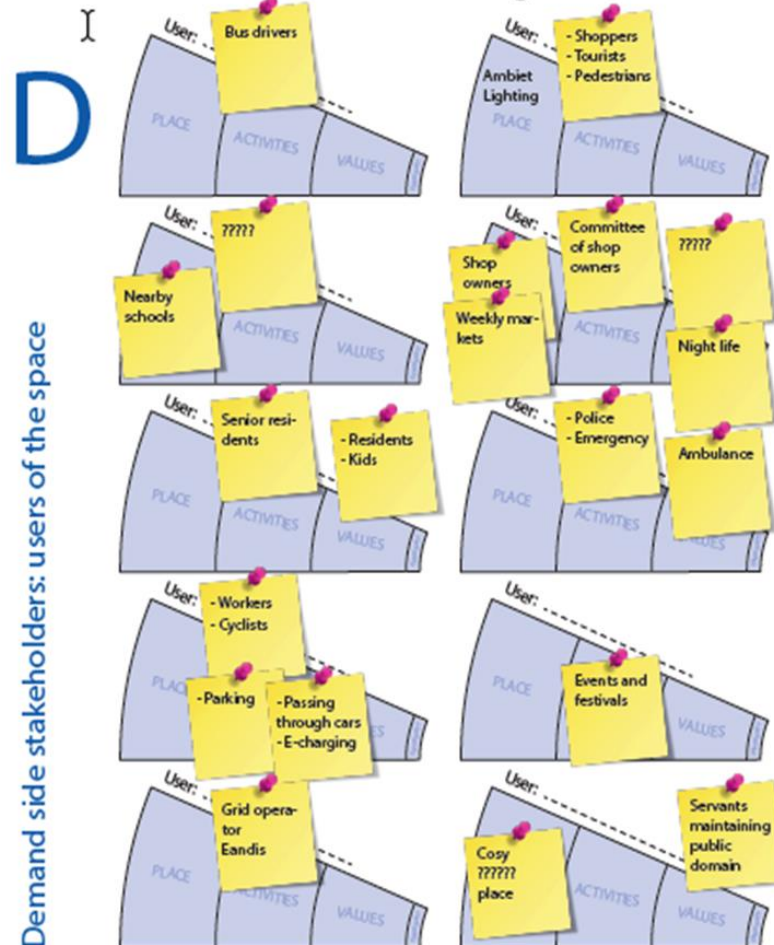 D
Demand side stakeholders: users of the space
User:
Bus drivers
PLACE
ACTIVITIES
VALUES
User:
- Shoppers
- Tourists
- Pedestrians
Ambiet
Lighting
PLACE
ACTIVITIES
VALUES
User:
?????
Nearby
schools
ACTIVITIES
VALUES
User:
Shop
owners
Weekly mar-
kets
Committee
of shop
owners
?????
Night life
ACTIVITIES
User:
Senior resi-
dents
- Residents
- Kids
PLACE
ACTIVITIES
VALUES
User:
- Police
- Emergency
Ambulance
PLACE
ACTIVITIES
VALUES
User:
- Workers
- Cyclists
- Parking
- Passing
through cars
- E-charging
User:
Events and
festivals
PLACE
VALUES
User:
Grid opera-
tor
Eandis
PLACE
ACTIVITIES
VALUES
User:
Servants
maintaining
public
domain
Cosy
??????
place
ACTIVITIES
VALUES